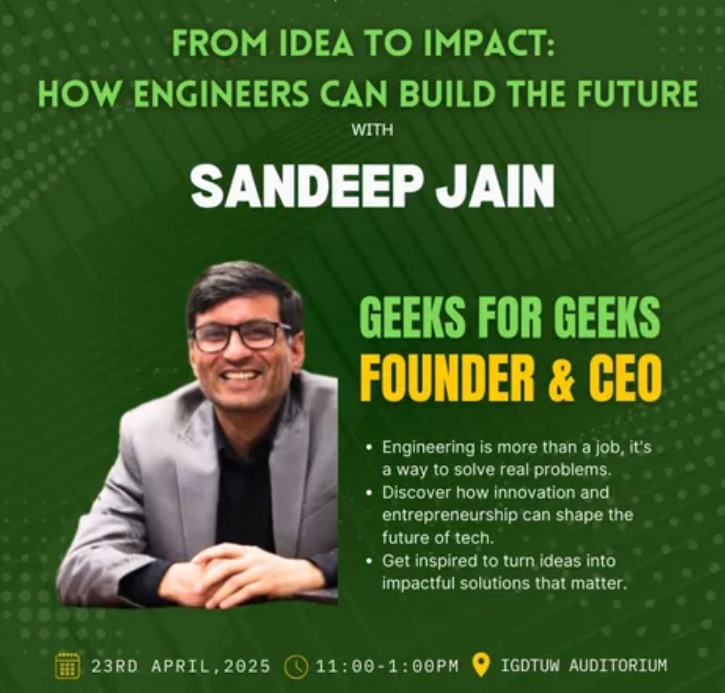 FROM IDEA TO IMPACT:
HOW ENGINEERS CAN BUILD THE FUTURE
WITH
SANDEEP JAIN
GEEKS FOR GEEKS
FOUNDER & CEO
• Engineering is more than a job, it's
a way to solve real problems.
• Discover how innovation and
entrepreneurship can shape the
future of tech.
• Get inspired to turn ideas into
impactful solutions that matter.
23RD APRIL,2025 11:00-1:00PM IGDTUW AUDITORIUM